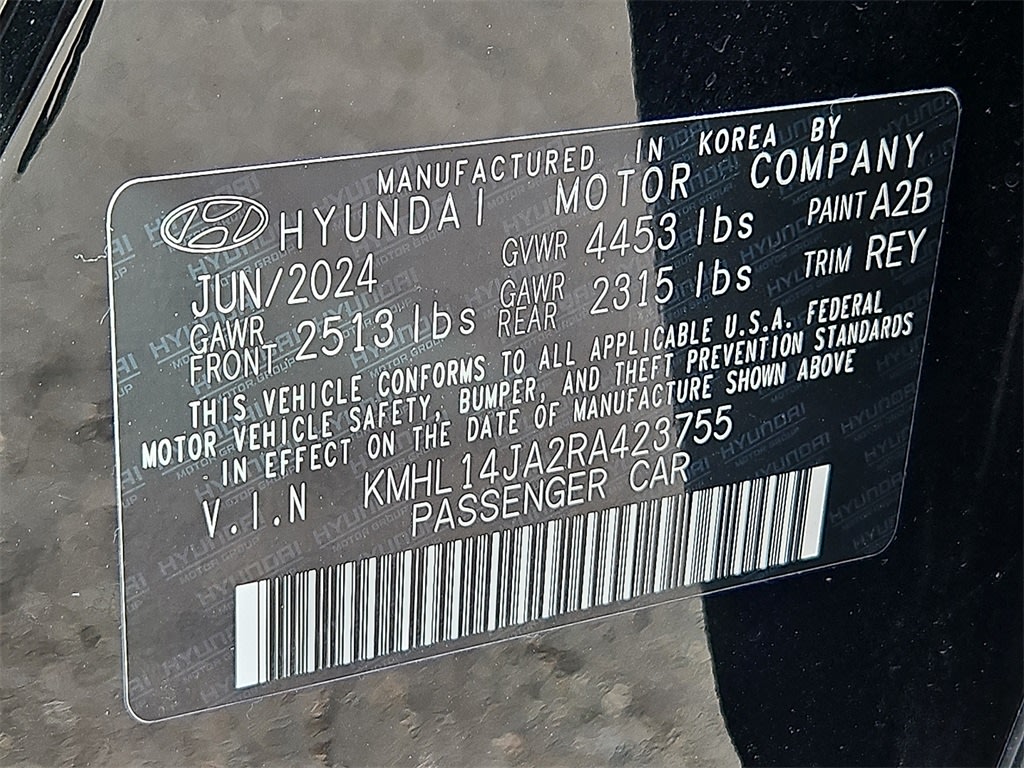 MANUFACTURED IN KOREA BY
HYUNDAI MOTOR COMPANY
JUN/2024 GVWR 4453 lbs PAINT A2B
GAWR FRONT 2513 lbs GAWR REAR 2315 lbs TRIM REY
THIS VEHICLE CONFORMS TO ALL APPLICABLE U.S.A. FEDERAL
MOTOR VEHICLE SAFETY, BUMPER, AND THEFT PREVENTION STANDARDS
IN EFFECT ON THE DATE OF MANUFACTURE SHOWN ABOVE
V.I.N KMHL14JA2RA423755
PASSENGER CAR